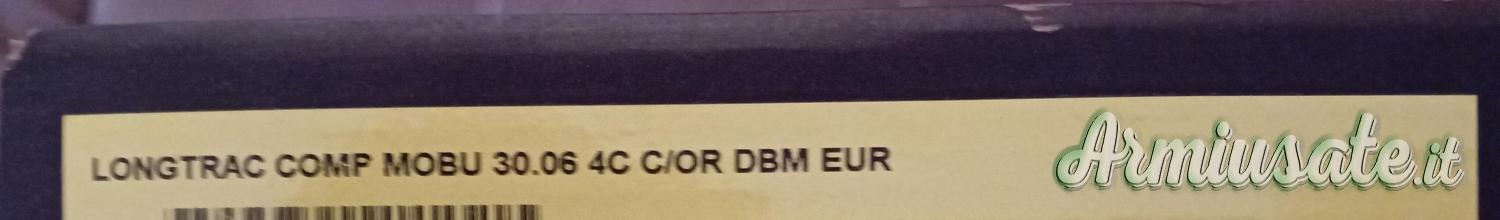 LONGTRAC COMP MOBU 30.06 4C C/OR DBM EUR
Armiusate.it